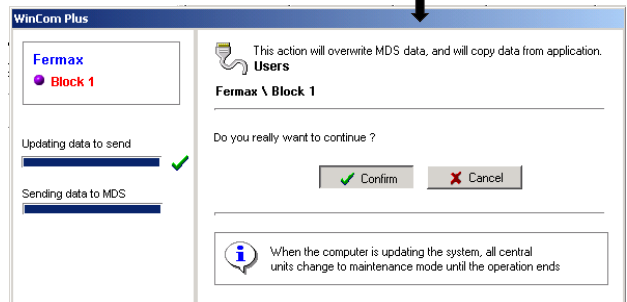 WinCom Plus
Fermax
Block 1
Updating data to send
Sending data to MDS
This action will overwrite MDS data, and will copy data from application.
Users
Fermax \ Block 1
Do you really want to continue ?
Confirm
Cancel
When the computer is updating the system, all central
units change to maintenance mode until the operation ends